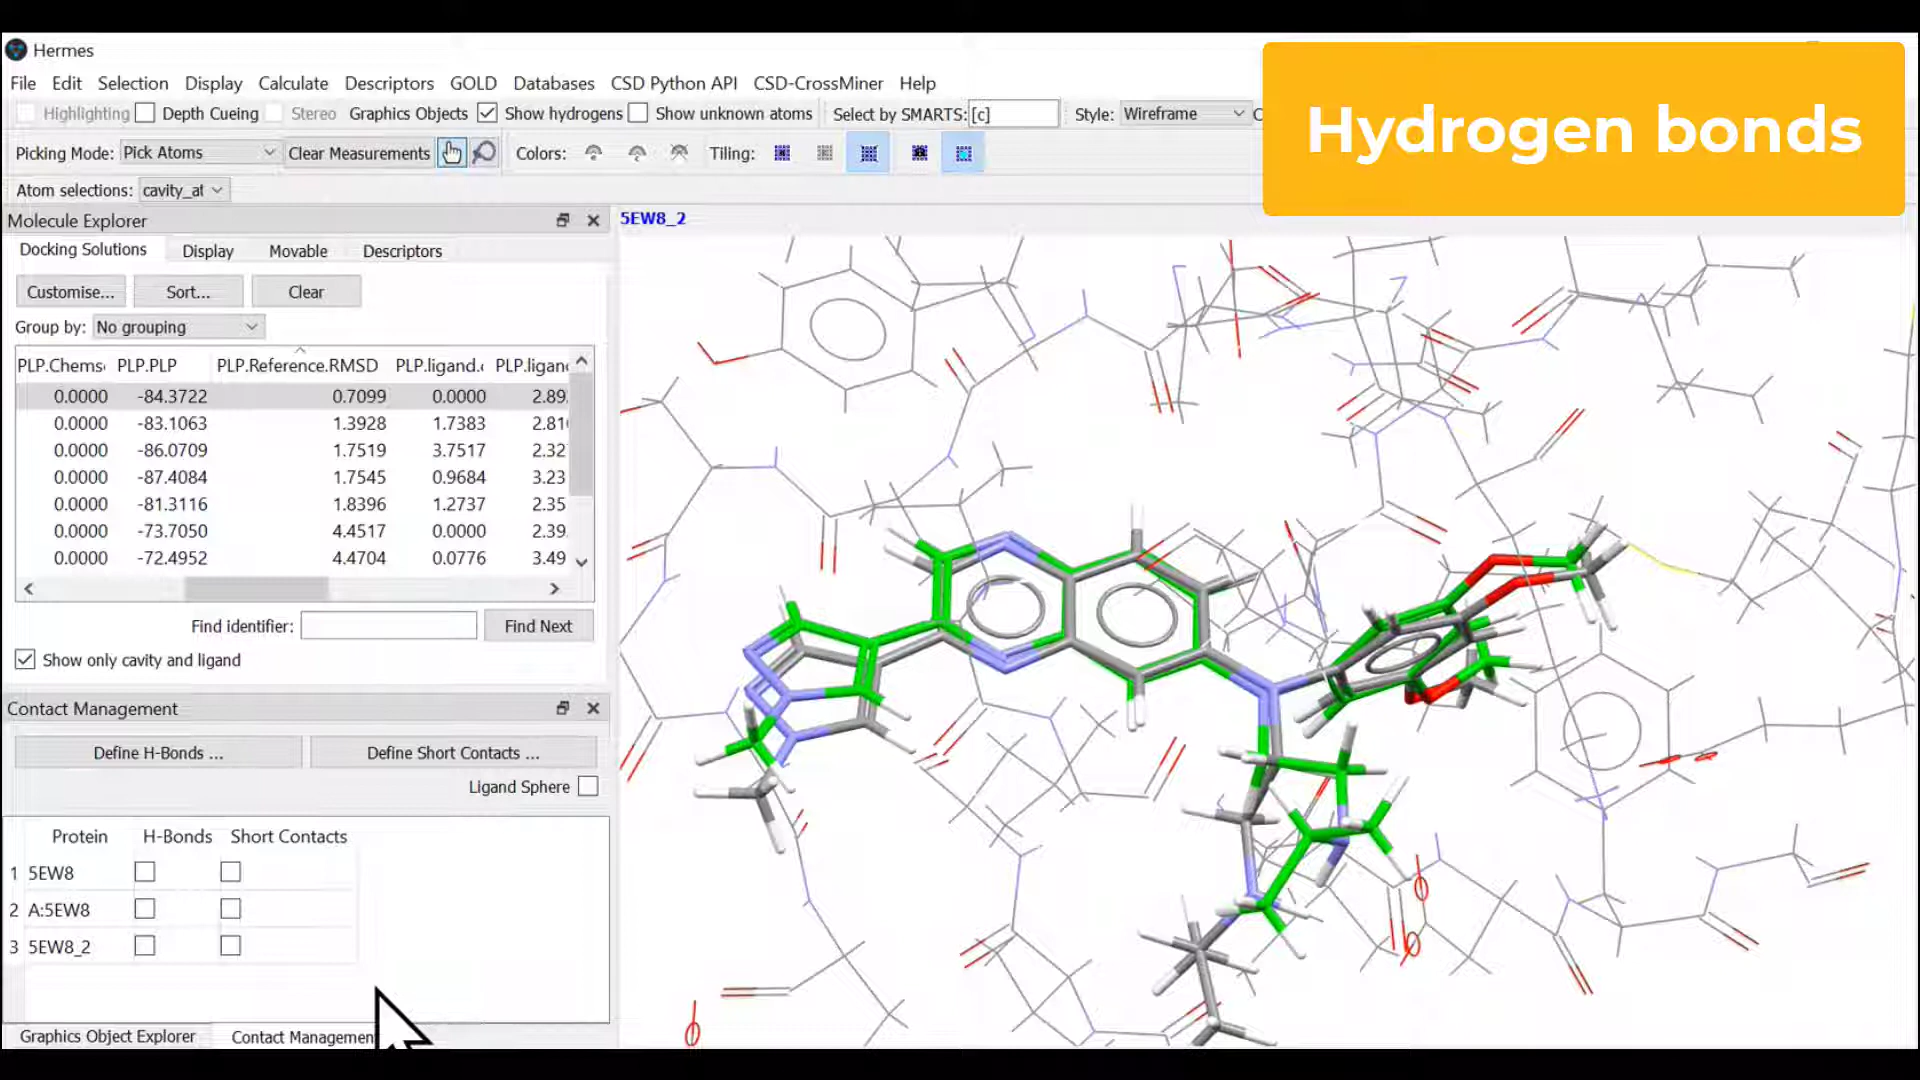 Hermes
File Edit Selection Display Calculate Descriptors GOLD Databases CSD Python API CSD-CrossMiner Help
Highlighting Depth Cueing Stereo Graphics Objects Show hydrogens Show unknown atoms Select by SMARTS: [c] Style: Wireframe
Hydrogen bonds
Picking Mode: Pick Atoms Clear Measurements Colors: Tiling:
Atom selections: cavity_at
Molecule Explorer
5EW8_2
Docking Solutions Display Movable Descriptors
Customise... Sort... Clear
Group by: No grouping
PLP.Chems PLP.PLP PLP.Reference.RMSD PLP.ligand. PLP.ligan
0.0000 -84.3722 0.7099 0.0000 2.89
0.0000 -83.1063 1.3928 1.7383 2.81
0.0000 -86.0709 1.7519 3.7517 2.32
0.0000 -87.4084 1.7545 0.9684 3.23
0.0000 -81.3116 1.8396 1.2737 2.35
0.0000 -73.7050 4.4517 0.0000 2.39
0.0000 -72.4952 4.4704 0.0776 3.49
Find identifier: Find Next
Show only cavity and ligand
Contact Management
Define H-Bonds ... Define Short Contacts ...
Ligand Sphere
Protein H-Bonds Short Contacts
1 5EW8
2 A:5EW8
3 5EW8_2
Graphics Object Explorer Contact Managemen